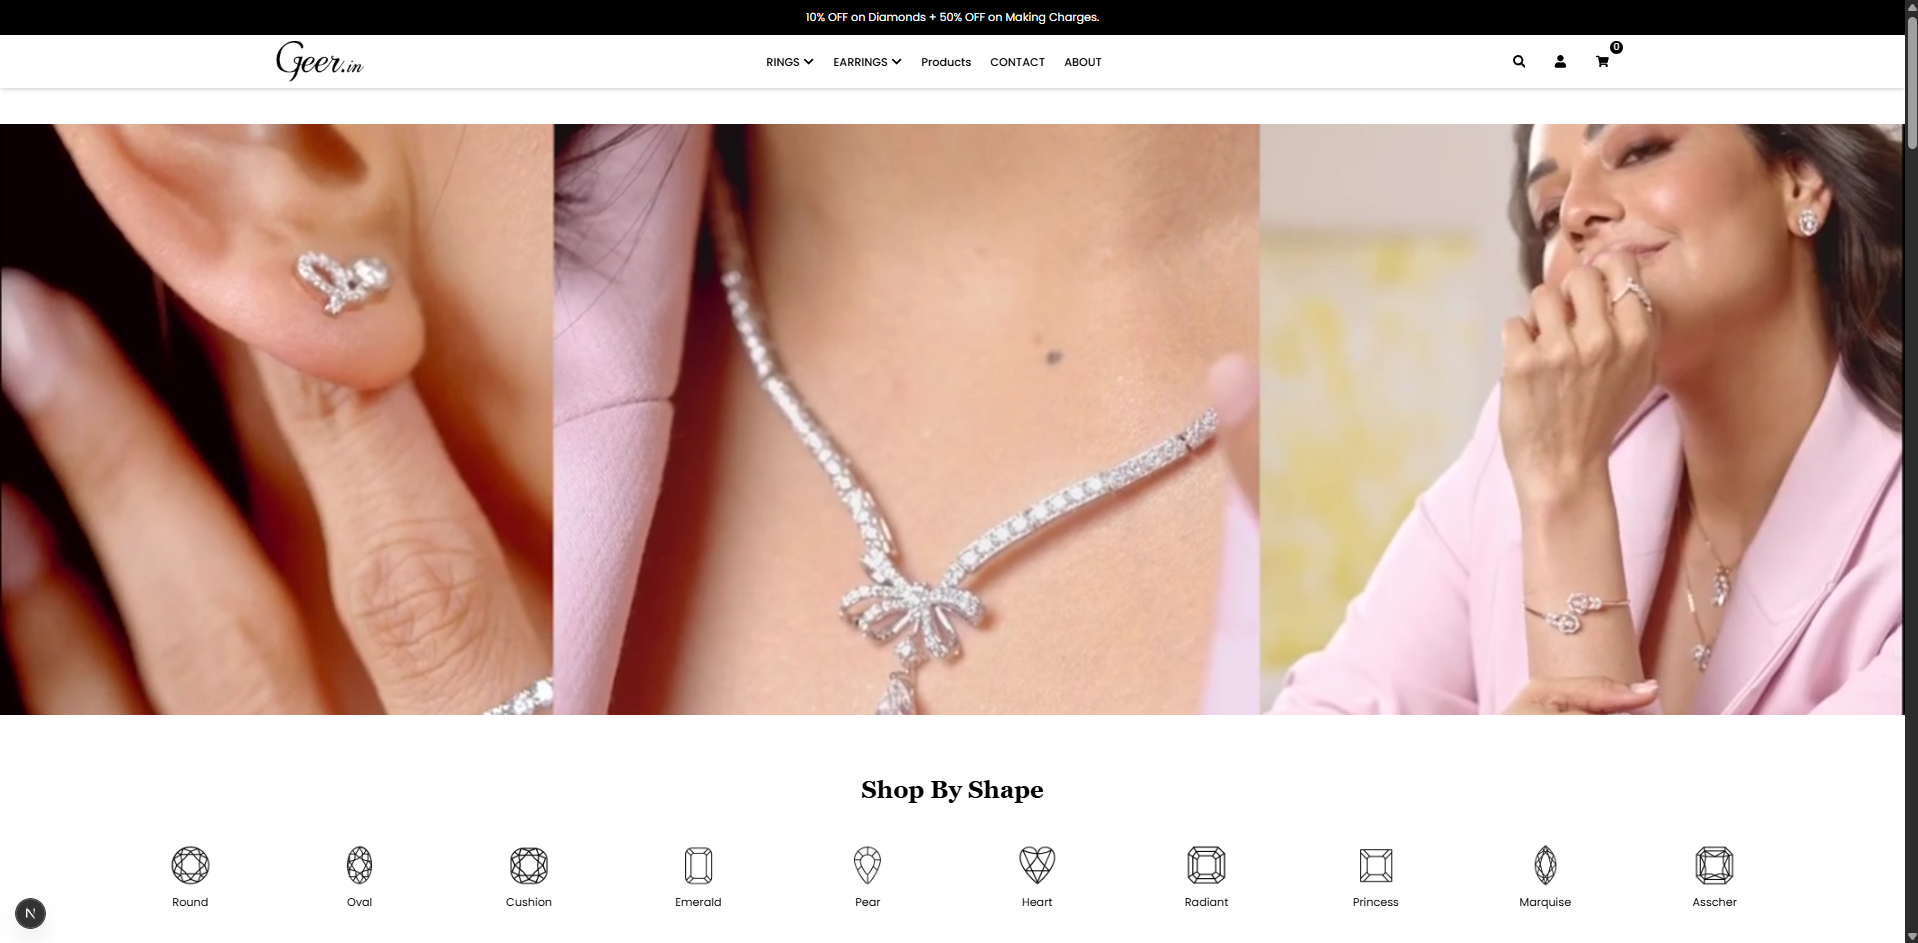 10% OFF on Diamonds + 50% OFF on Making Charges.
Geer.in
RINGS EARRINGS Products CONTACT ABOUT
0
Shop By Shape
Round Oval Cushion Emerald Pear Heart Radiant Princess Marquise Asscher
N